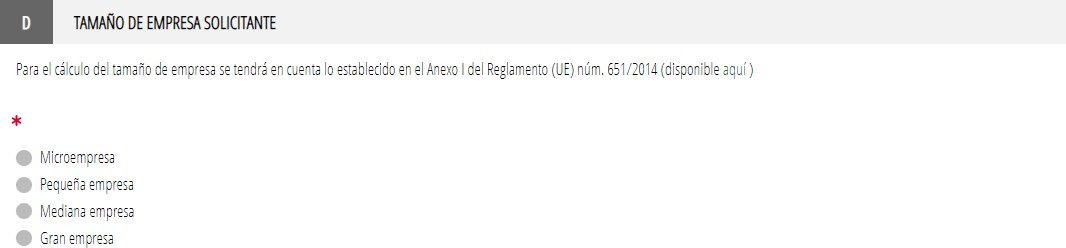 D TAMAÑO DE EMPRESA SOLICITANTE
Para el cálculo del tamaño de empresa se tendrá en cuenta lo establecido en el Anexo I del Reglamento (UE) núm. 651/2014 (disponible aquí )
*
Microempresa
Pequeña empresa
Mediana empresa
Gran empresa